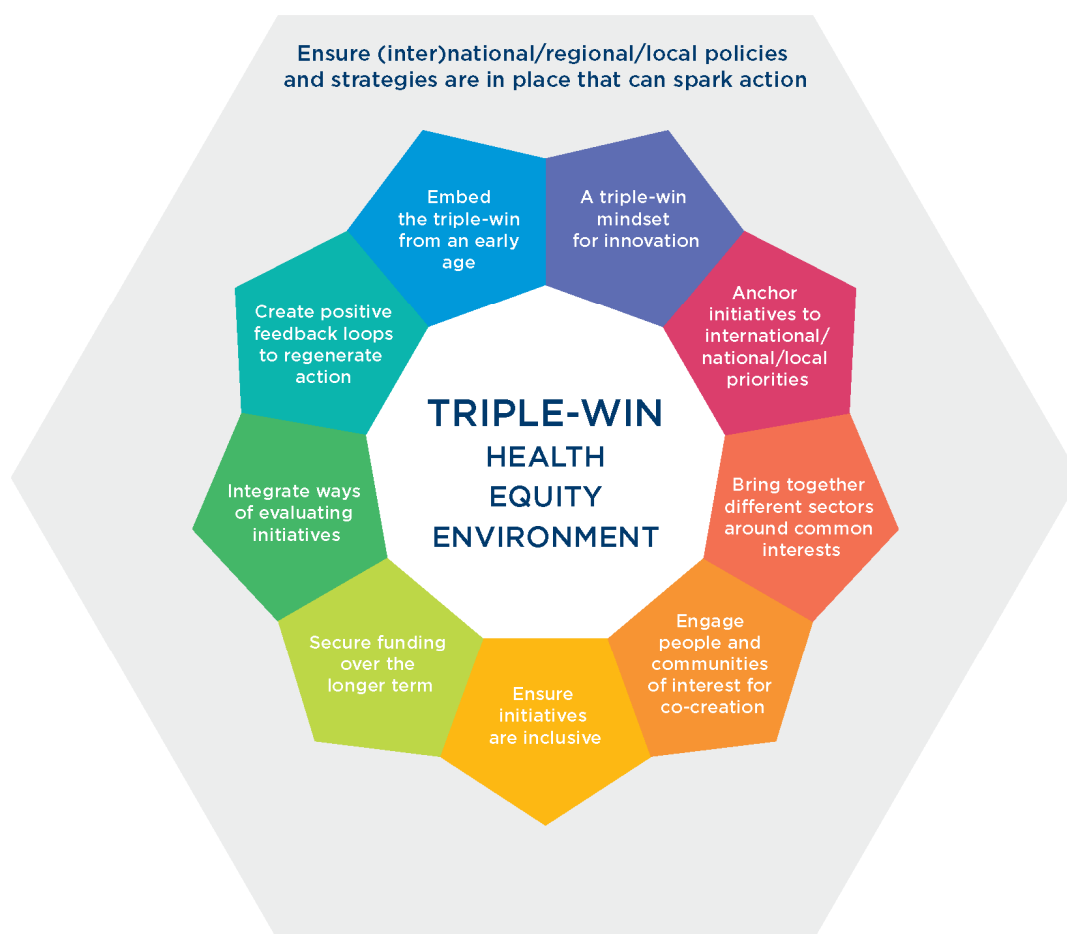 Ensure (inter)national/regional/local policies
and strategies are in place that can spark action
Embed
the triple-win
from an early
age
A triple-win
mindset
for innovation
Anchor
initiatives to
international/
national/local
priorities
Bring together
different sectors
around common
interests
Engage
people and
communities
of interest for
co-creation
Ensure
initiatives
are inclusive
Secure funding
over the
longer term
Integrate ways
of evaluating
initiatives
Create positive
feedback loops
to regenerate
action
TRIPLE-WIN
HEALTH
EQUITY
ENVIRONMENT